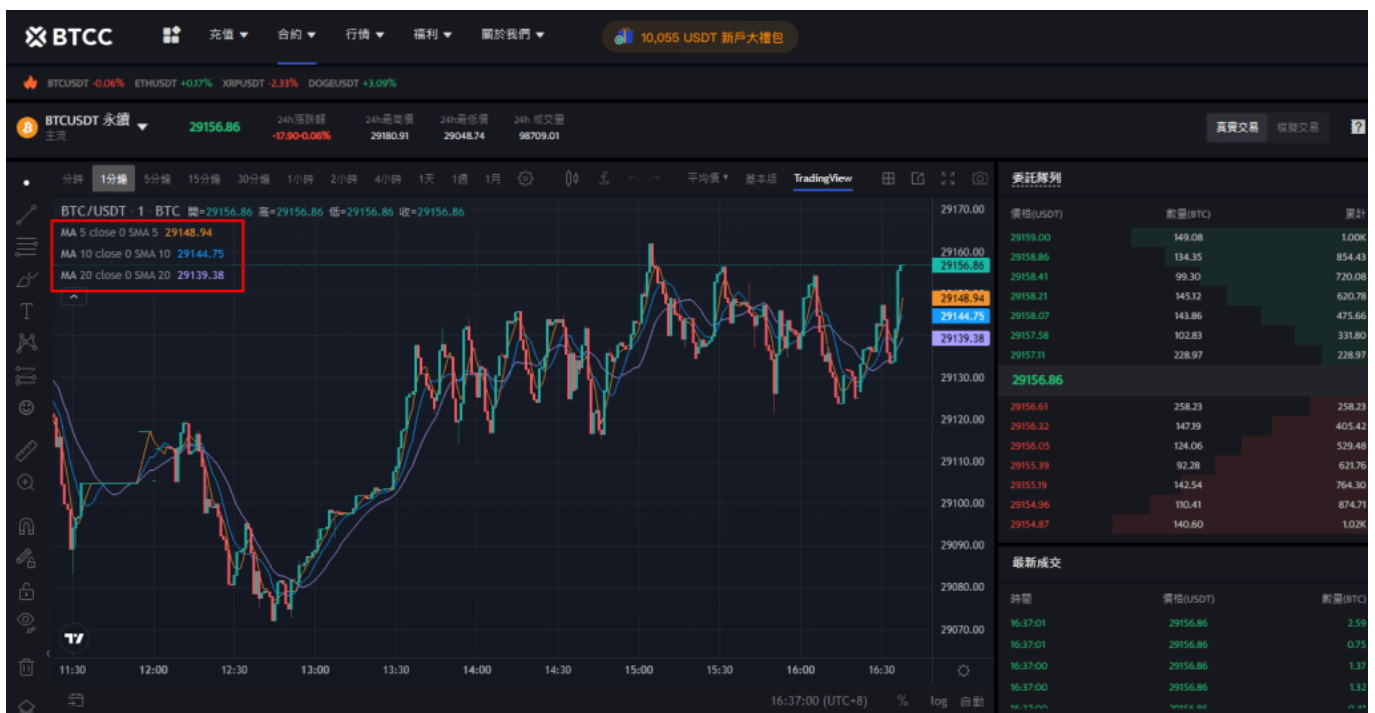 BTCC 充值 ▼ 合約 ▼ 行情 ▼ 福利 ▼ 關於我們 ▼ 10,055 USDT 新戶大禮包
BTCUSDT -0.06% ETHUSDT +0.17% XRPUSDT -2.33% DOGEUSDT +3.09%
BTCUSDT 永續
主流
29156.86
24h漲跌額 24h最高價 24h最低價 24h 成交量
-17.90-0.06% 29180.91 29048.74 98709.01
真實交易 模擬交易 ?
分時 1分鐘 5分鐘 15分鐘 30分鐘 1小時 2小時 4小時 1天 1週 1月 平均價 ▼ 基本版 TradingView
BTC/USDT · 1 · BTC 開=29156.86 高=29156.86 低=29156.86 收=29156.86
MA 5 close 0 SMA 5 29148.94
MA 10 close 0 SMA 10 29144.75
MA 20 close 0 SMA 20 29139.38
29170.00
29160.00
29156.86
29148.94
29144.75
29139.38
29130.00
29120.00
29110.00
29100.00
29090.00
29080.00
29070.00
11:30 12:00 12:30 13:00 13:30 14:00 14:30 15:00 15:30 16:00 16:30
16:37:00 (UTC+8) % log 自動
委託隊列
價格(USDT) 數量(BTC) 累計
29159.00 149.08 1.00K
29158.86 134.35 854.43
29158.41 99.30 720.08
29158.21 145.12 620.78
29158.07 143.86 475.66
29157.58 102.83 331.80
29157.11 228.97 228.97
29156.86
29156.61 258.23 258.23
29156.32 147.19 405.42
29156.05 124.06 529.48
29155.39 92.28 621.76
29155.19 142.54 764.30
29154.96 110.41 874.71
29154.87 140.60 1.02K
最新成交
時間 價格(USDT) 數量(BTC)
16:37:01 29156.86 2.59
16:37:01 29156.86 0.75
16:37:00 29156.86 1.37
16:37:00 29156.86 1.32